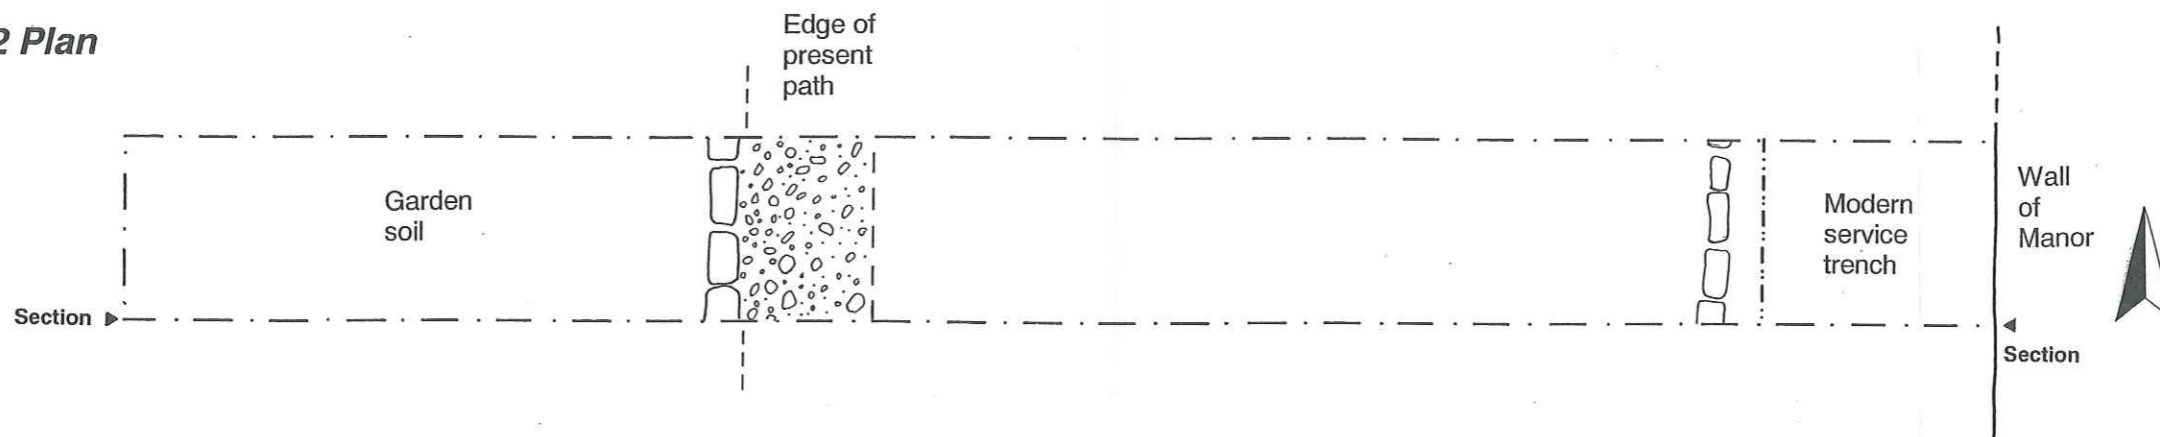 2 Plan
Edge of
present
path
Garden
soil
Modern
service
trench
Wall
of
Manor
Section
Section